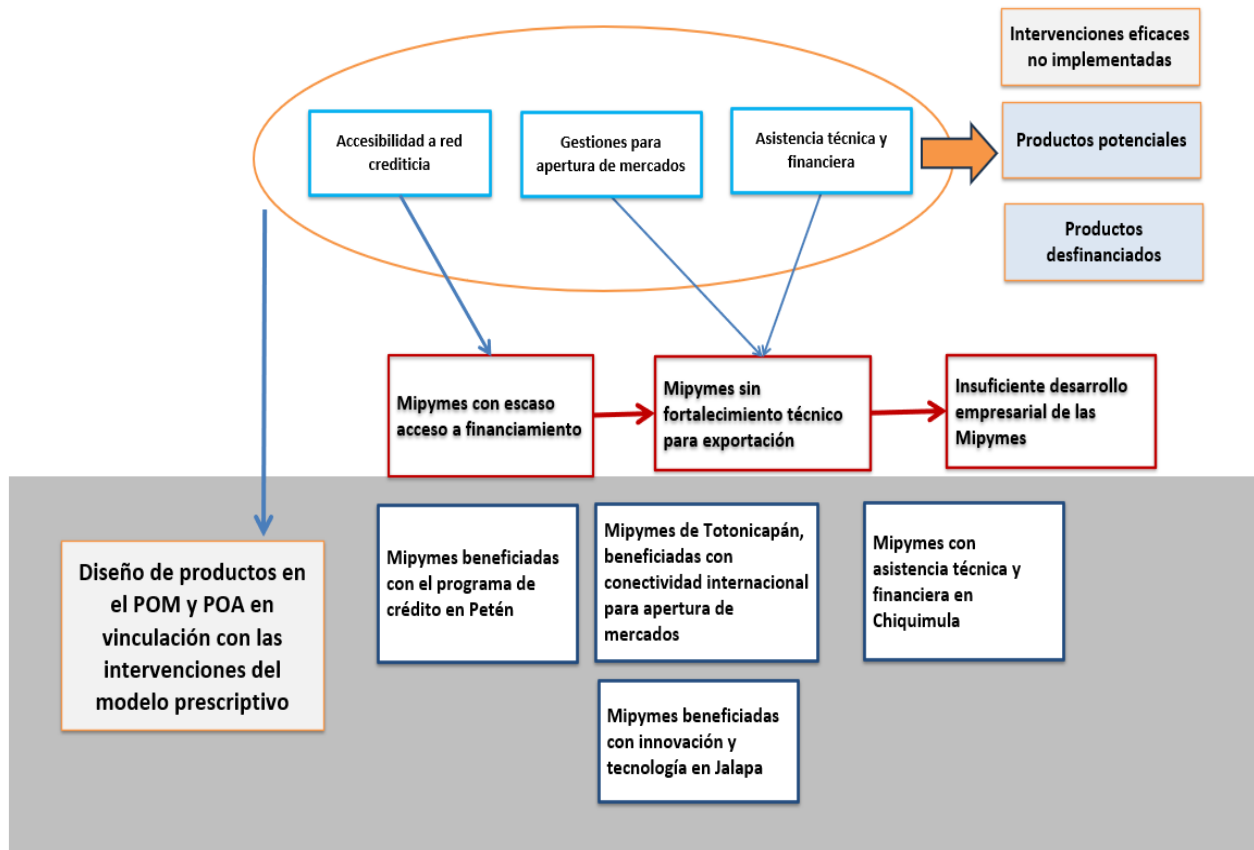 Intervenciones eficaces
no implementadas
Accesibilidad a red
crediticia
Gestiones para
apertura de mercados
Asistencia técnica y
financiera
Productos potenciales
Productos
desfinanciados
Mipymes con escaso
acceso a financiamiento
Mipymes sin
fortalecimiento técnico
para exportación
Insuficiente desarrollo
empresarial de las
Mipymes
Diseño de productos en
el POM y POA en
vinculación con las
intervenciones del
modelo prescriptivo
Mipymes beneficiadas
con el programa de
crédito en Petén
Mipymes de Totonicapán,
beneficiadas con
conectividad internacional
para apertura de
mercados
Mipymes con
asistencia técnica y
financiera en
Chiquimula
Mipymes beneficiadas
con innovación y
tecnología en Jalapa